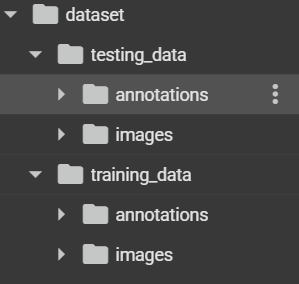 dataset
testing_data
annotations
images
training_data
annotations
images